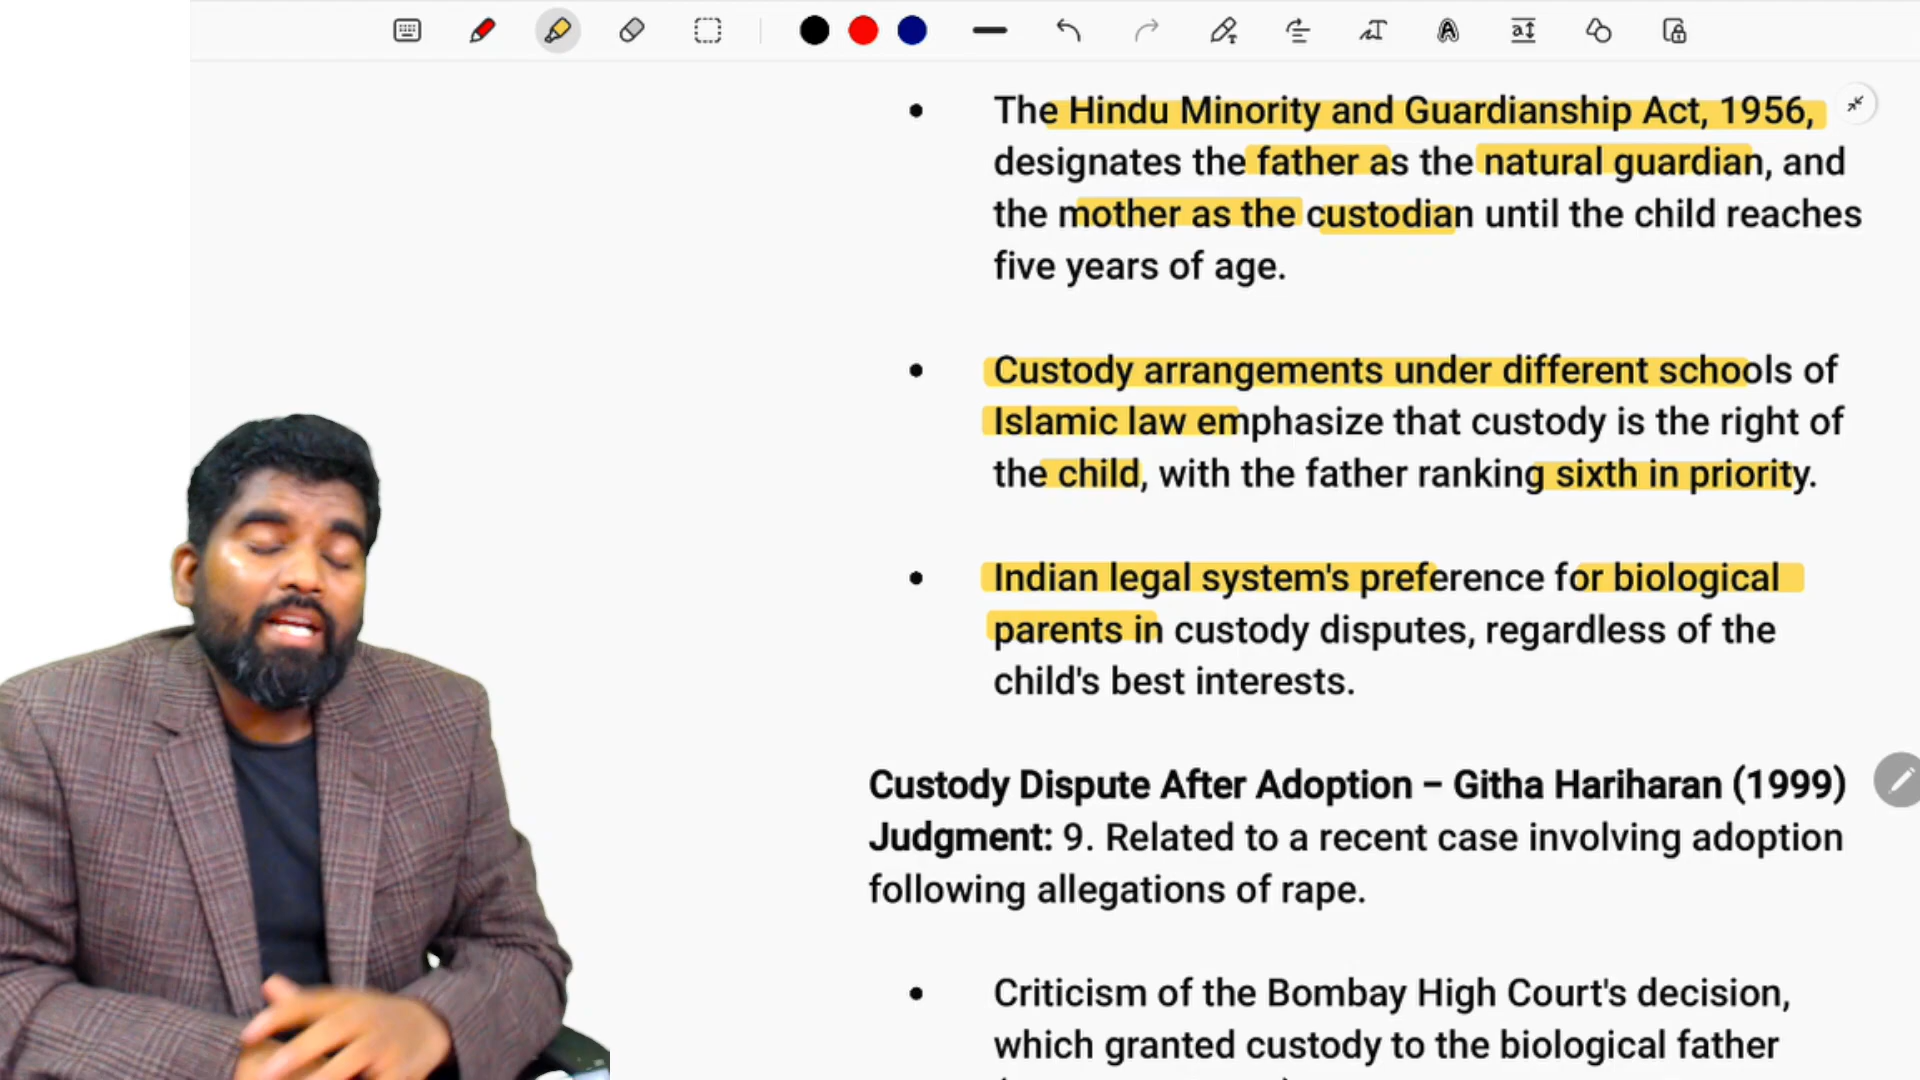 • The Hindu Minority and Guardianship Act, 1956,
designates the father as the natural guardian, and
the mother as the custodian until the child reaches
five years of age.
• Custody arrangements under different schools of
Islamic law emphasize that custody is the right of
the child, with the father ranking sixth in priority.
• Indian legal system's preference for biological
parents in custody disputes, regardless of the
child's best interests.
Custody Dispute After Adoption – Githa Hariharan (1999)
Judgment: 9. Related to a recent case involving adoption
following allegations of rape.
• Criticism of the Bombay High Court's decision,
which granted custody to the biological father